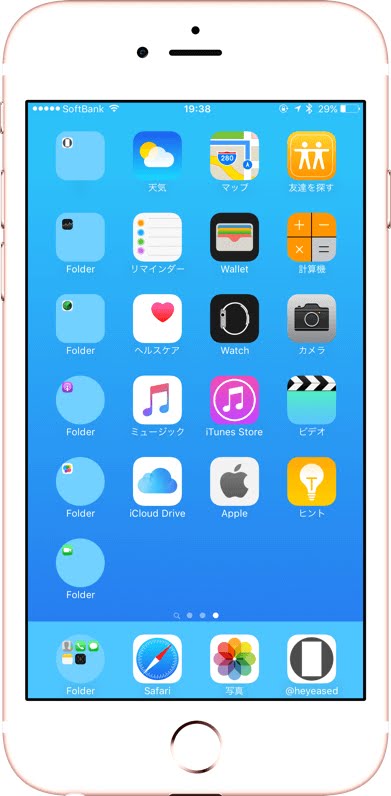 SoftBank 19:38 29%
天気 マップ 友達を探す
280
Folder リマインダー Wallet 計算機
Folder ヘルスケア Watch カメラ
Folder ミュージック iTunes Store ビデオ
Folder iCloud Drive Apple ヒント
Folder
Folder Safari 写真 @heyeased